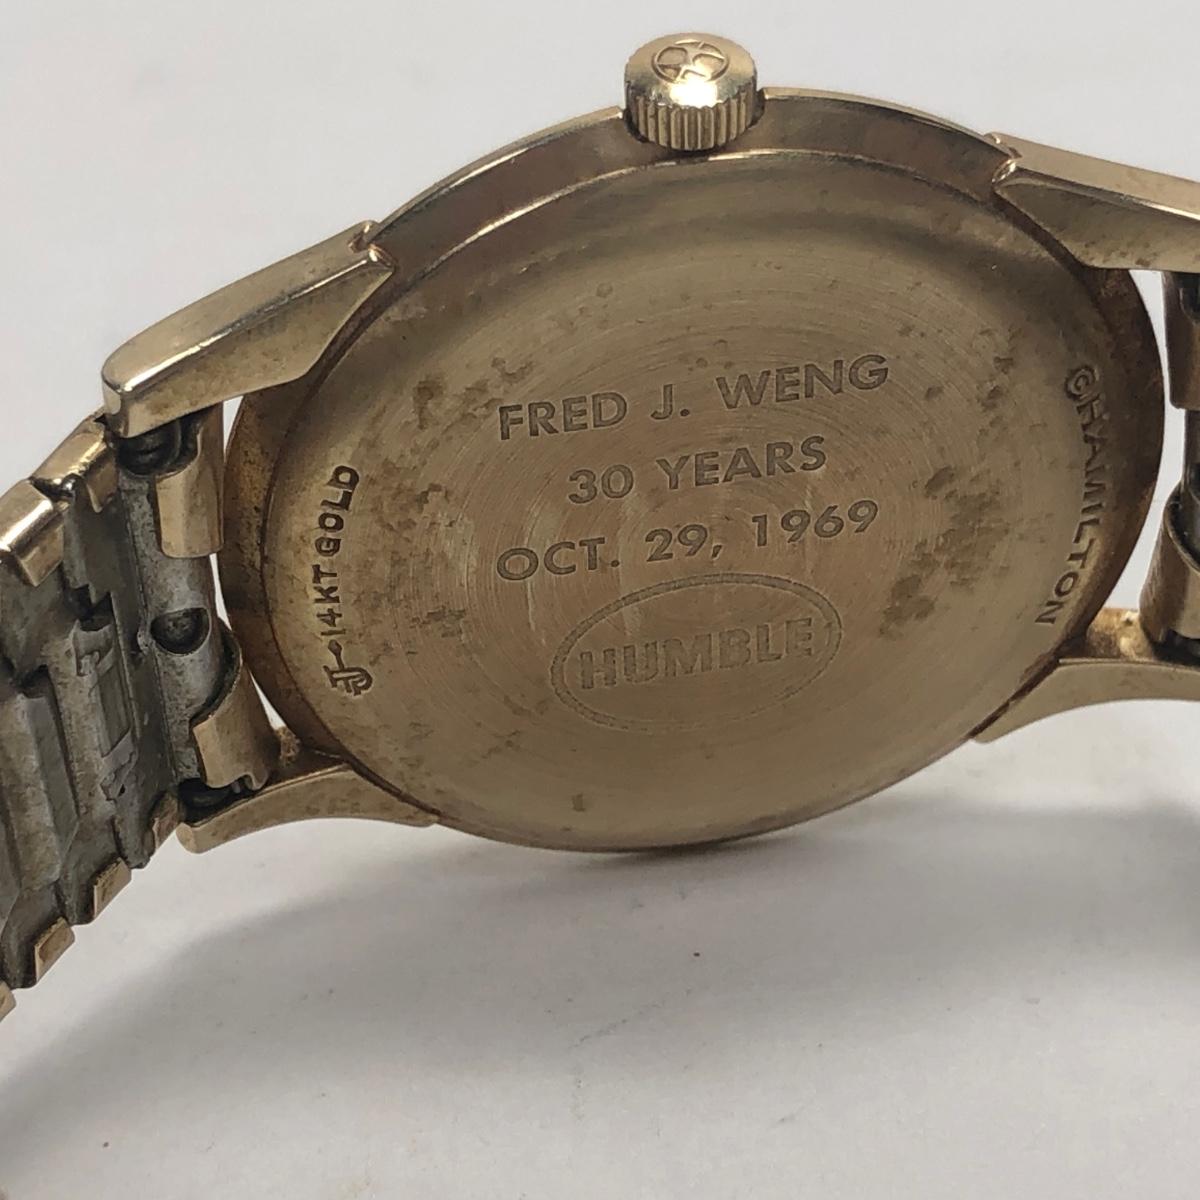 FRED J. WENG
30 YEARS
OCT. 29, 1969
HUMBLE
14KT GOLD
©HAMILTON